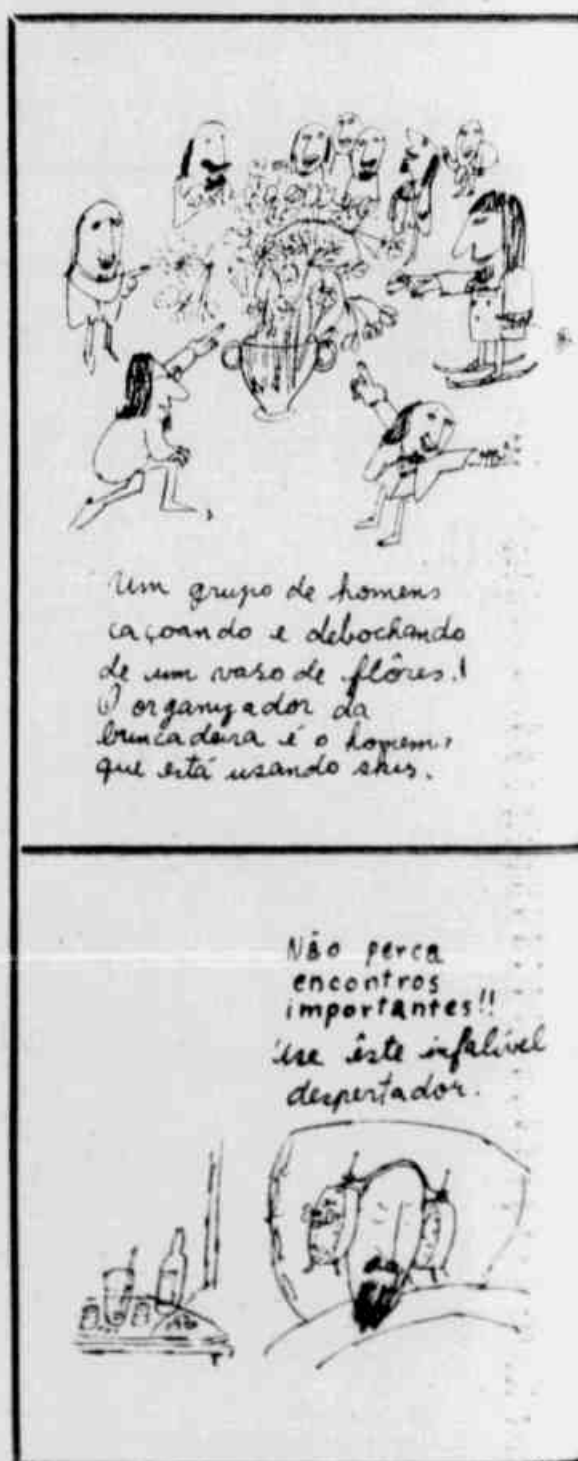 Um grupo de homens
caçoando e debochando
de um vaso de flôres!
O organizador da
brincadeira é o homem,
que está usando skis.
Não perca
encontros
importantes!!
Use êste infalível
despertador.